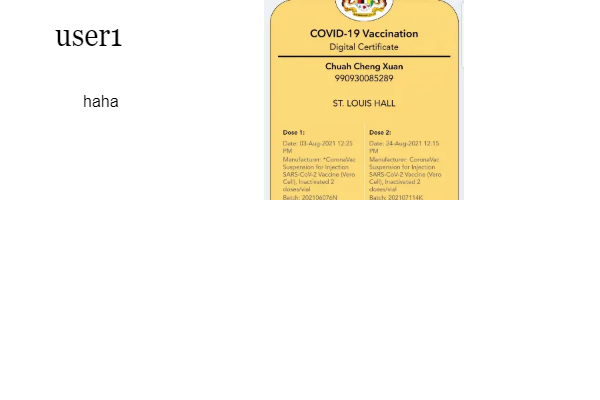 user1
haha
COVID-19 Vaccination
Digital Certificate
Chuah Cheng Xuan
990930085289
ST. LOUIS HALL
Dose 1:
Date: 03-Aug-2021 12:25
PM
Manufacturer: *CoronaVac
Suspension for Injection
SARS-CoV-2 Vaccine (Vero
Cell), Inactivated 2
doses/vial
Batch: 202106076N
Dose 2:
Date: 24-Aug-2021 12:15
PM
Manufacturer: CoronaVac
Suspension for Injection
SARS-CoV-2 Vaccine (Vero
Cell), Inactivated 2
doses/vial
Batch: 202107114K